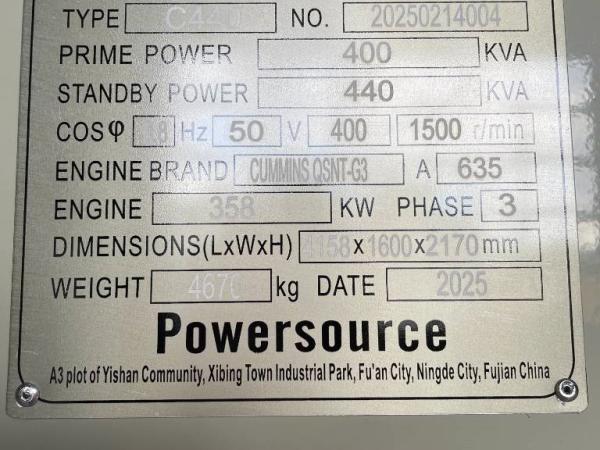 TYPE C440 NO. 20250214004
PRIME POWER 400 KVA
STANDBY POWER 440 KVA
COSφ 0.8 Hz 50 V 400 1500 r/min
ENGINE BRAND CUMMINS QSNT-G3 A 635
ENGINE 358 KW PHASE 3
DIMENSIONS(LxWxH) 4158x1600x2170mm
WEIGHT 4670 kg DATE 2025
Powersource
A3 plot of Yishan Community, Xibing Town Industrial Park, Fu'an City, Ningde City, Fujian China